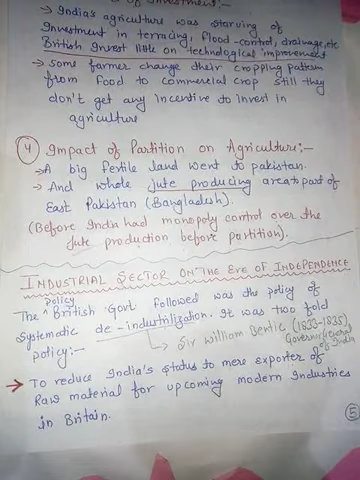 of Investment:-
→ India's agriculture was starving of
Investment in terracing, flood-control, drainage, etc
British Invest little on technological improvement
→ Some farmer change their cropping pattern
from food to commercial crop still they
don't get any incentive to invest in
agriculture
4 Impact of Partition on Agriculture:-
→ A big fertile land went to pakistan.
→ And whole jute producing area → part of
East Pakistan (Bangladesh).
(Before India had monopoly control over the
Jute production before partition).
INDUSTRIAL SECTOR ON THE EVE OF INDEPENDENCE
policy
The ^ British Govt followed was the policy of
systematic de-industrilization. It was two fold
policy:-
→ Sir William Bentic (1833-1835)
Governor General
of India
→ To reduce India's status to mere exporter of
Raw material for upcoming modern Industries
in Britain.
5